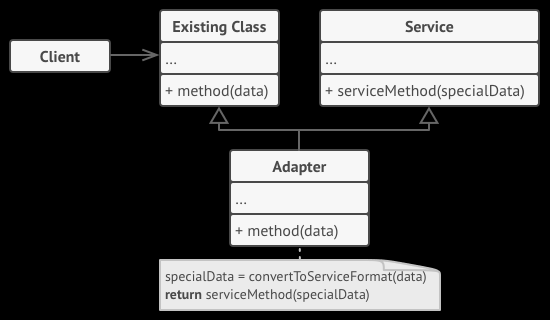 Client
Existing Class
...
+ method(data)
Service
...
+ serviceMethod(specialData)
Adapter
...
+ method(data)
specialData = convertToServiceFormat(data)
return serviceMethod(specialData)